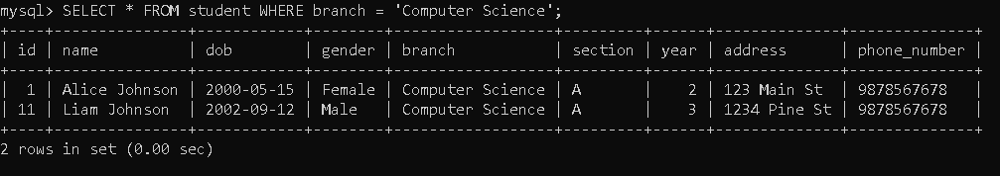 mysql> SELECT * FROM student WHERE branch = 'Computer Science';
+----+---------------+------------+--------+------------------+---------+------+--------------+--------------+
| id | name          | dob        | gender | branch           | section | year | address      | phone_number |
+----+---------------+------------+--------+------------------+---------+------+--------------+--------------+
|  1 | Alice Johnson | 2000-05-15 | Female | Computer Science | A       |    2 | 123 Main St  | 9878567678   |
| 11 | Liam Johnson  | 2002-09-12 | Male   | Computer Science | A       |    3 | 1234 Pine St | 9878567678   |
+----+---------------+------------+--------+------------------+---------+------+--------------+--------------+
2 rows in set (0.00 sec)